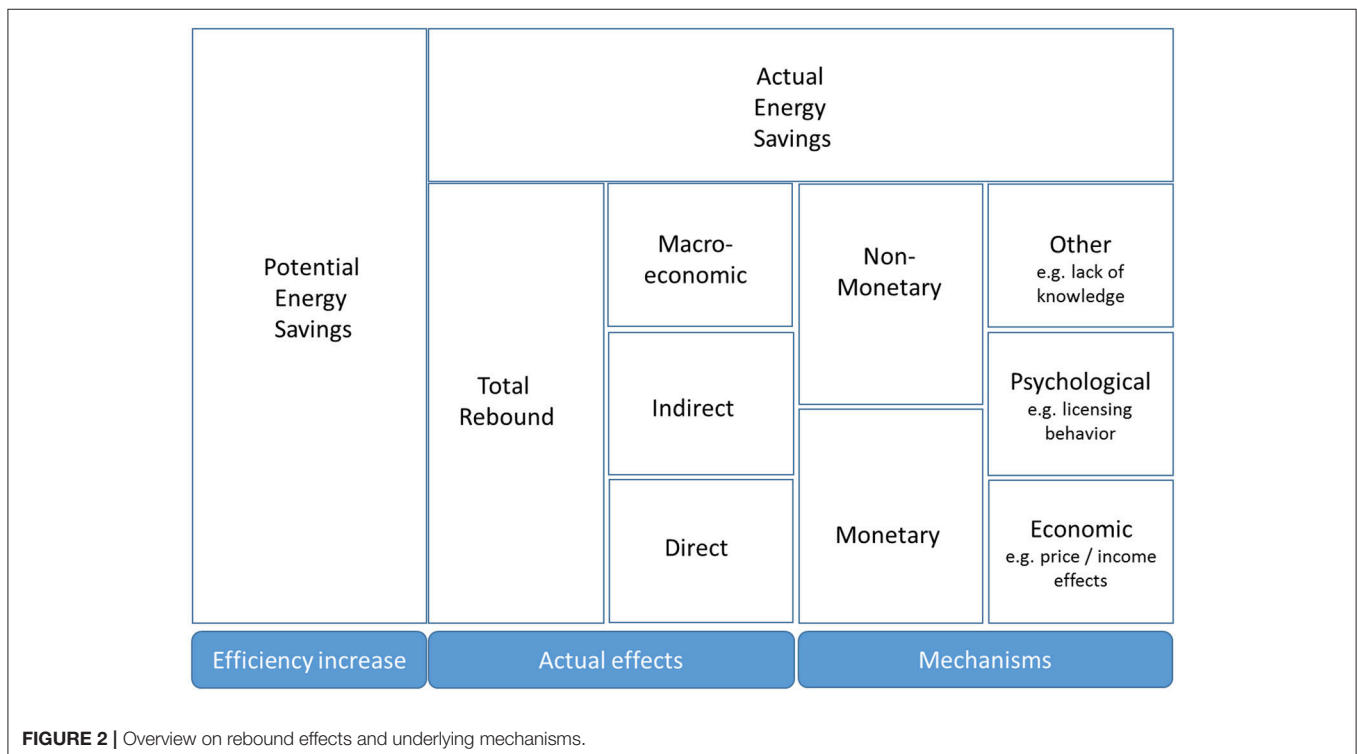 Actual
Energy
Savings
Potential
Energy
Savings
Total
Rebound
Macro-
economic
Indirect
Direct
Non-
Monetary
Monetary
Other
e.g. lack of
knowledge
Psychological
e.g. licensing
behavior
Economic
e.g. price / income
effects
Efficiency increase
Actual effects
Mechanisms
FIGURE 2 | Overview on rebound effects and underlying mechanisms.